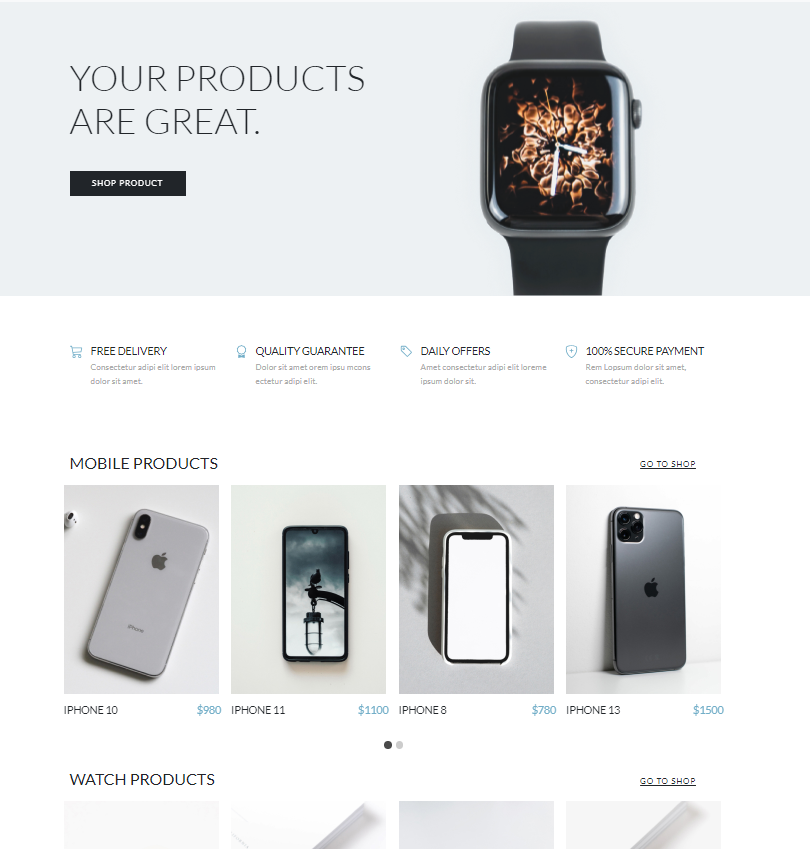 YOUR PRODUCTS
ARE GREAT.
SHOP PRODUCT
FREE DELIVERY
Consectetur adipi elit lorem ipsum
dolor sit amet.
QUALITY GUARANTEE
Dolor sit amet orem ipsu mcons
ectetur adipi elit.
DAILY OFFERS
Amet consectetur adipi elit loreme
ipsum dolor sit.
100% SECURE PAYMENT
Rem Lopsum dolor sit amet,
consectetur adipi elit.
MOBILE PRODUCTS
GO TO SHOP
iPhone
IPHONE 10
$980
IPHONE 11
$1100
IPHONE 8
$780
IPHONE 13
$1500
WATCH PRODUCTS
GO TO SHOP